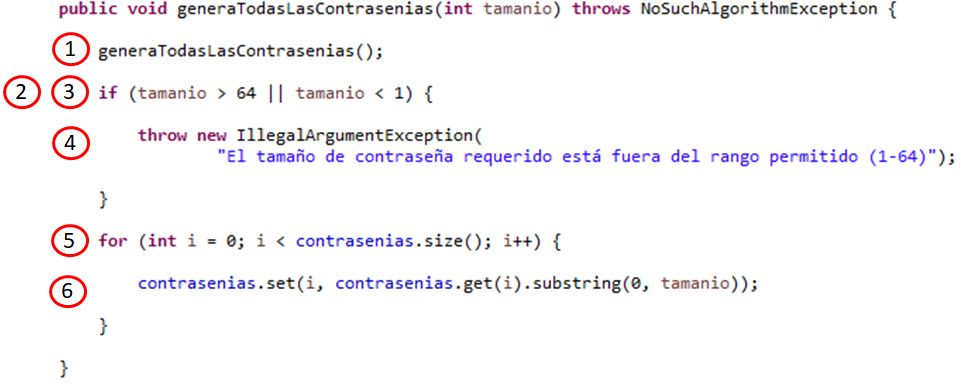 public void generaTodasLasContrasenias(int tamanio) throws NoSuchAlgorithmException {
1 generaTodasLasContrasenias();
2 3 if (tamanio > 64 || tamanio < 1) {
4 throw new IllegalArgumentException(
"El tamaño de contraseña requerido está fuera del rango permitido (1-64)");
}
5 for (int i = 0; i < contrasenias.size(); i++) {
6 contrasenias.set(i, contrasenias.get(i).substring(0, tamanio));
}
}